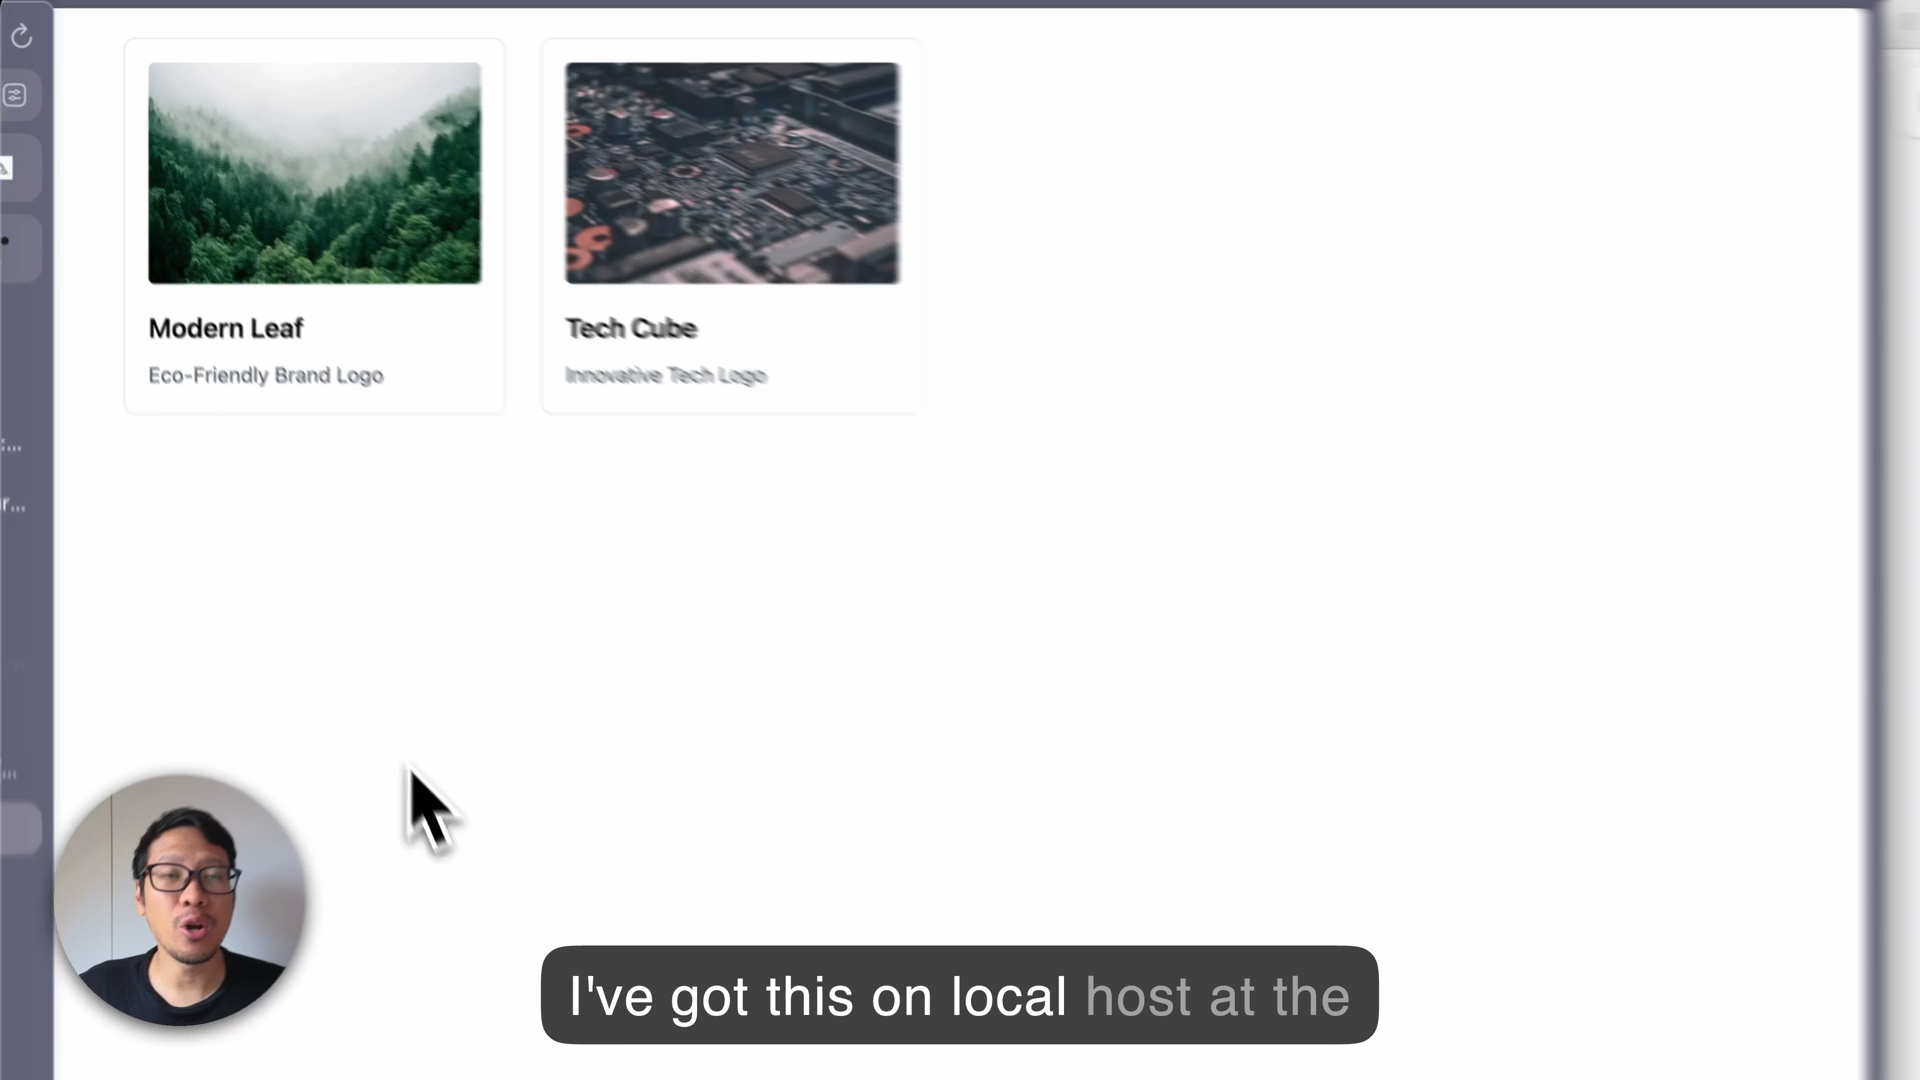 Modern Leaf
Eco-Friendly Brand Logo
Tech Cube
Innovative Tech Logo
I've got this on local host at the